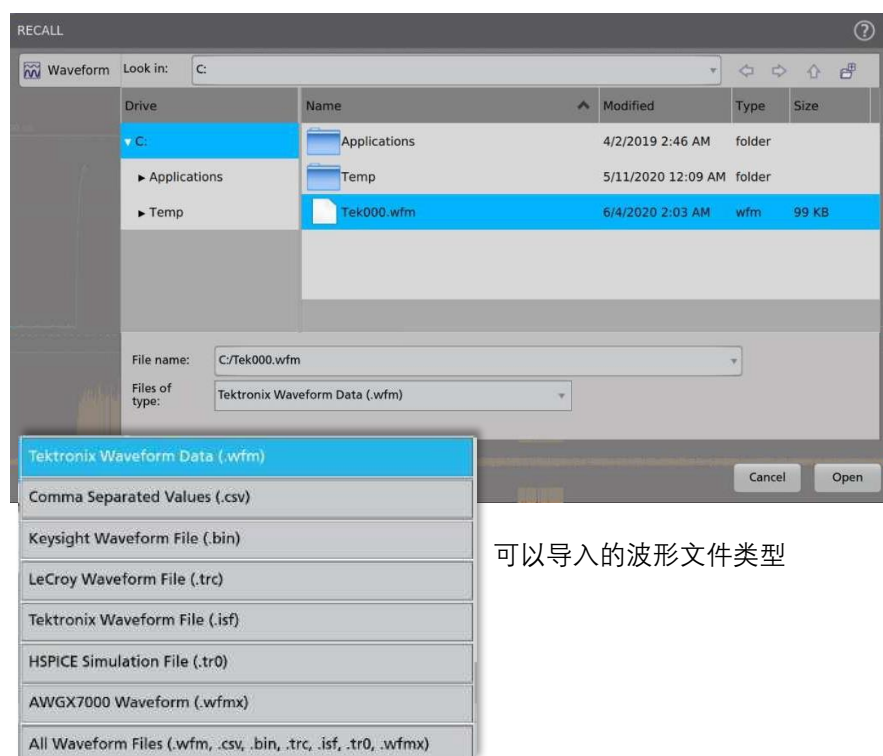 RECALL
Waveform
Look in:
C:
Drive
Name
Modified
Type
Size
C:
Applications
4/2/2019 2:46 AM
folder
Applications
Temp
5/11/2020 12:09 AM
folder
Temp
Tek000.wfm
6/4/2020 2:03 AM
wfm
99 KB
File name:
C:/Tek000.wfm
Files of
type:
Tektronix Waveform Data (.wfm)
Cancel
Open
Tektronix Waveform Data (.wfm)
Comma Separated Values (.csv)
Keysight Waveform File (.bin)
LeCroy Waveform File (.trc)
Tektronix Waveform File (.isf)
HSPICE Simulation File (.tr0)
AWGX7000 Waveform (.wfmx)
All Waveform Files (.wfm, .csv, .bin, .trc, .isf, .tr0, .wfmx)
可以导入的波形文件类型